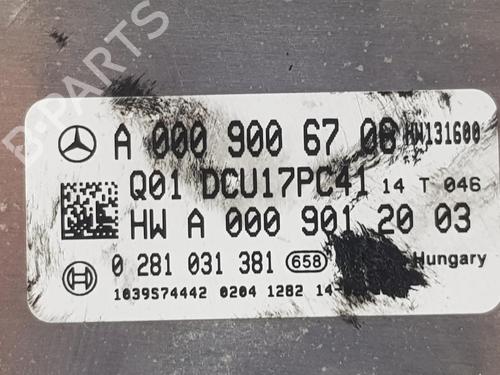 B-PARTS
A 000 900 67 06 HW131600
Q01 DCU17PC41 14 T 046
HW A 000 901 20 03
0 281 031 381 658 Hungary
1039S74442 0204 1282 14-